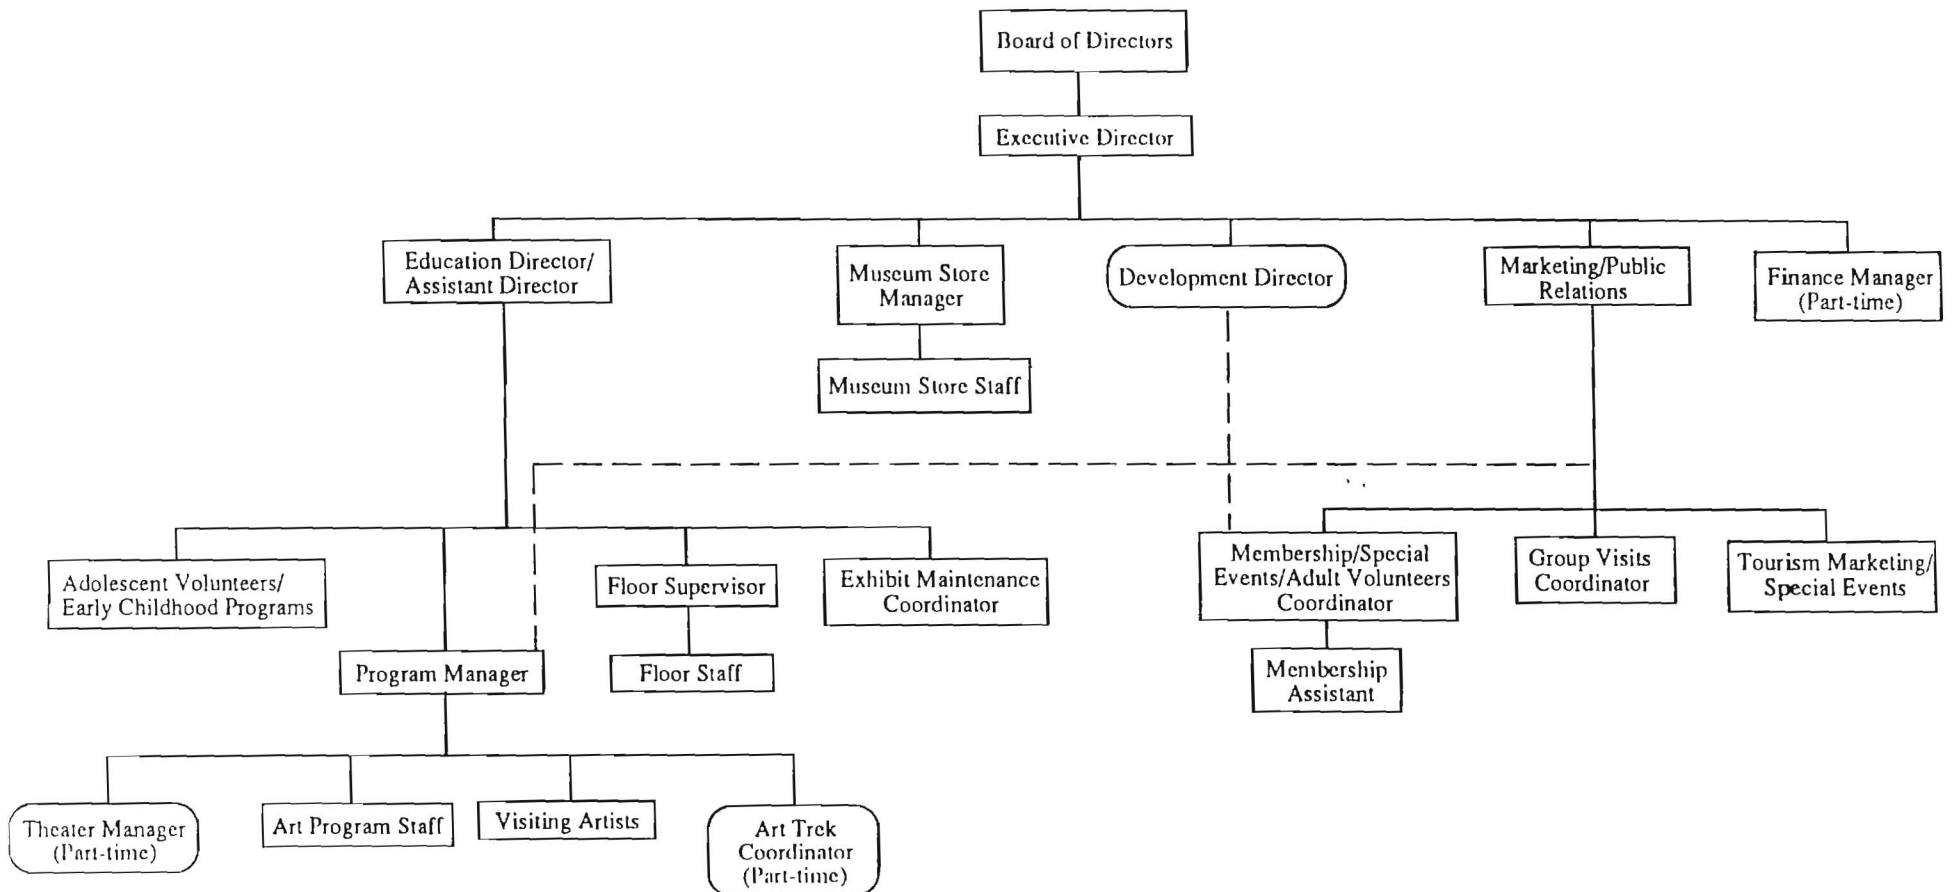 Board of Directors
Executive Director
Education Director/
Assistant Director
Museum Store
Manager
Development Director
Marketing/Public
Relations
Finance Manager
(Part-time)
Museum Store Staff
Adolescent Volunteers/
Early Childhood Programs
Floor Supervisor
Exhibit Maintenance
Coordinator
Membership/Special
Events/Adult Volunteers
Coordinator
Group Visits
Coordinator
Tourism Marketing/
Special Events
Program Manager
Floor Staff
Membership
Assistant
Theater Manager
(Part-time)
Art Program Staff
Visiting Artists
Art Trek
Coordinator
(Part-time)